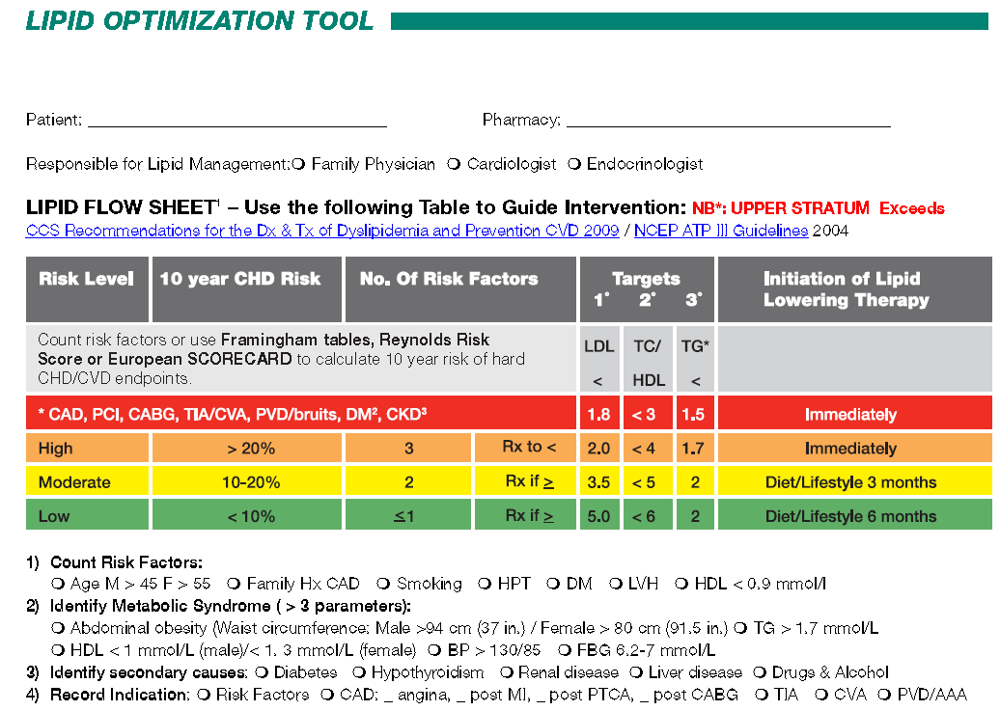 LIPID OPTIMIZATION TOOL
Patient: ________________ Pharmacy: ________________
Responsible for Lipid Management:❍ Family Physician ❍ Cardiologist ❍ Endocrinologist
LIPID FLOW SHEET¹ – Use the following Table to Guide Intervention: NB*: UPPER STRATUM Exceeds
CCS Recommendations for the Dx & Tx of Dyslipidemia and Prevention CVD 2009 / NCEP ATP III Guidelines 2004
Risk Level 10 year CHD Risk No. Of Risk Factors Targets Initiation of Lipid
1° 2° 3° Lowering Therapy
Count risk factors or use Framingham tables, Reynolds Risk LDL TC/ TG*
Score or European SCORECARD to calculate 10 year risk of hard
CHD/CVD endpoints. < HDL <
* CAD, PCI, CABG, TIA/CVA, PVD/bruits, DM², CKD³ 1.8 < 3 1.5 Immediately
High > 20% 3 Rx to < 2.0 < 4 1.7 Immediately
Moderate 10-20% 2 Rx if ≥ 3.5 < 5 2 Diet/Lifestyle 3 months
Low < 10% ≤1 Rx if ≥ 5.0 < 6 2 Diet/Lifestyle 6 months
1) Count Risk Factors:
❍ Age M > 45 F > 55 ❍ Family Hx CAD ❍ Smoking ❍ HPT ❍ DM ❍ LVH ❍ HDL < 0.9 mmol/l
2) Identify Metabolic Syndrome ( > 3 parameters):
❍ Abdominal obesity (Waist circumference: Male >94 cm (37 in.) / Female > 80 cm (91.5 in.) ❍ TG > 1.7 mmo/L
❍ HDL < 1 mmol/L (male)/< 1. 3 mmol/L (female) ❍ BP > 130/85 ❍ FBG 6.2-7 mmol/L
3) Identify secondary causes: ❍ Diabetes ❍ Hypothyroidism ❍ Renal disease ❍ Liver disease ❍ Drugs & Alcohol
4) Record Indication: ❍ Risk Factors ❍ CAD: _ angina, _ post MI, _ post PTCA, _ post CABG ❍ TIA ❍ CVA ❍ PVD/AAA